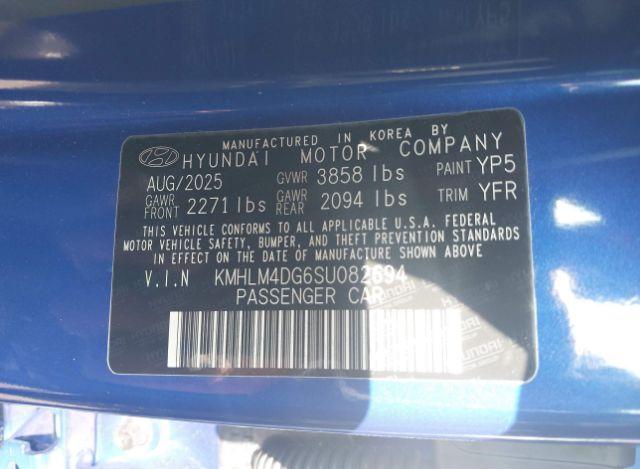 MANUFACTURED IN KOREA BY
HYUNDAI MOTOR COMPANY
AUG/2025 GVWR 3858 lbs PAINT YP5
GAWR FRONT 2271 lbs GAWR REAR 2094 lbs TRIM YFR
THIS VEHICLE CONFORMS TO ALL APPLICABLE U.S.A. FEDERAL
MOTOR VEHICLE SAFETY, BUMPER, AND THEFT PREVENTION STANDARDS
IN EFFECT ON THE DATE OF MANUFACTURE SHOWN ABOVE
V.I.N KMHLM4DG6SU082694
PASSENGER CAR